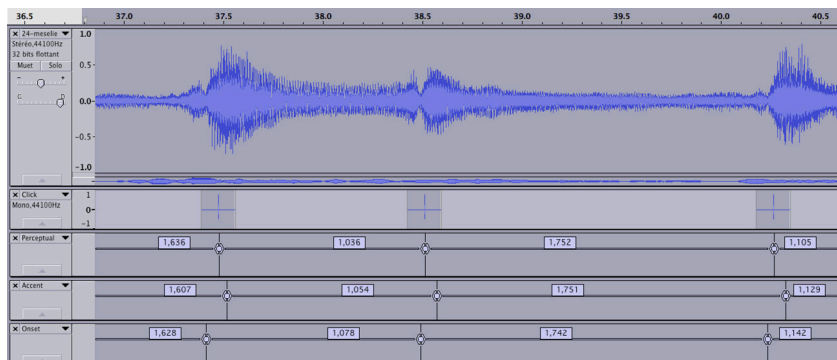 36.5 37.0 37.5 38.0 38.5 39.0 39.5 40.0 40.5
× 24-meselie ▼
Stéréo,44100Hz
32 bits flottant
Muet Solo
- +
G D
1.0
0.5-
0.0-
-0.5-
-1.0
× Click ▼
Mono,44100Hz
1
0-
-1
× Perceptual ▼
1,636 1,036 1,752 1,105
× Accent ▼
1,607 1,054 1,751 1,129
× Onset ▼
1,628 1,078 1,742 1,142